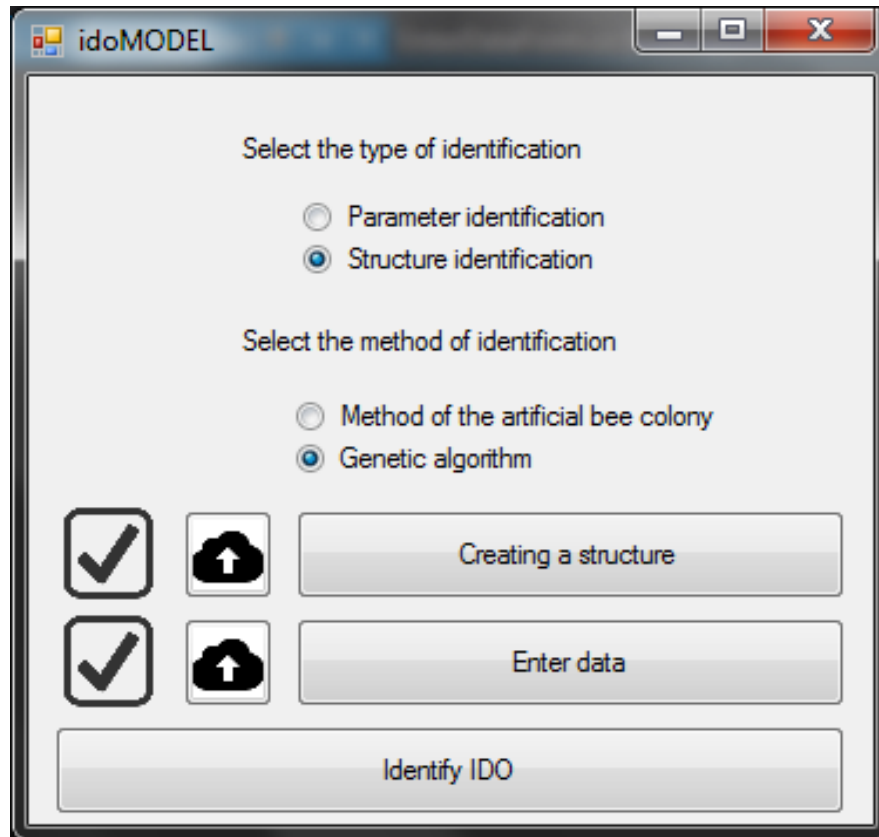 idoMODEL
Select the type of identification
Parameter identification
Structure identification
Select the method of identification
Method of the artificial bee colony
Genetic algorithm
Creating a structure
Enter data
Identify IDO